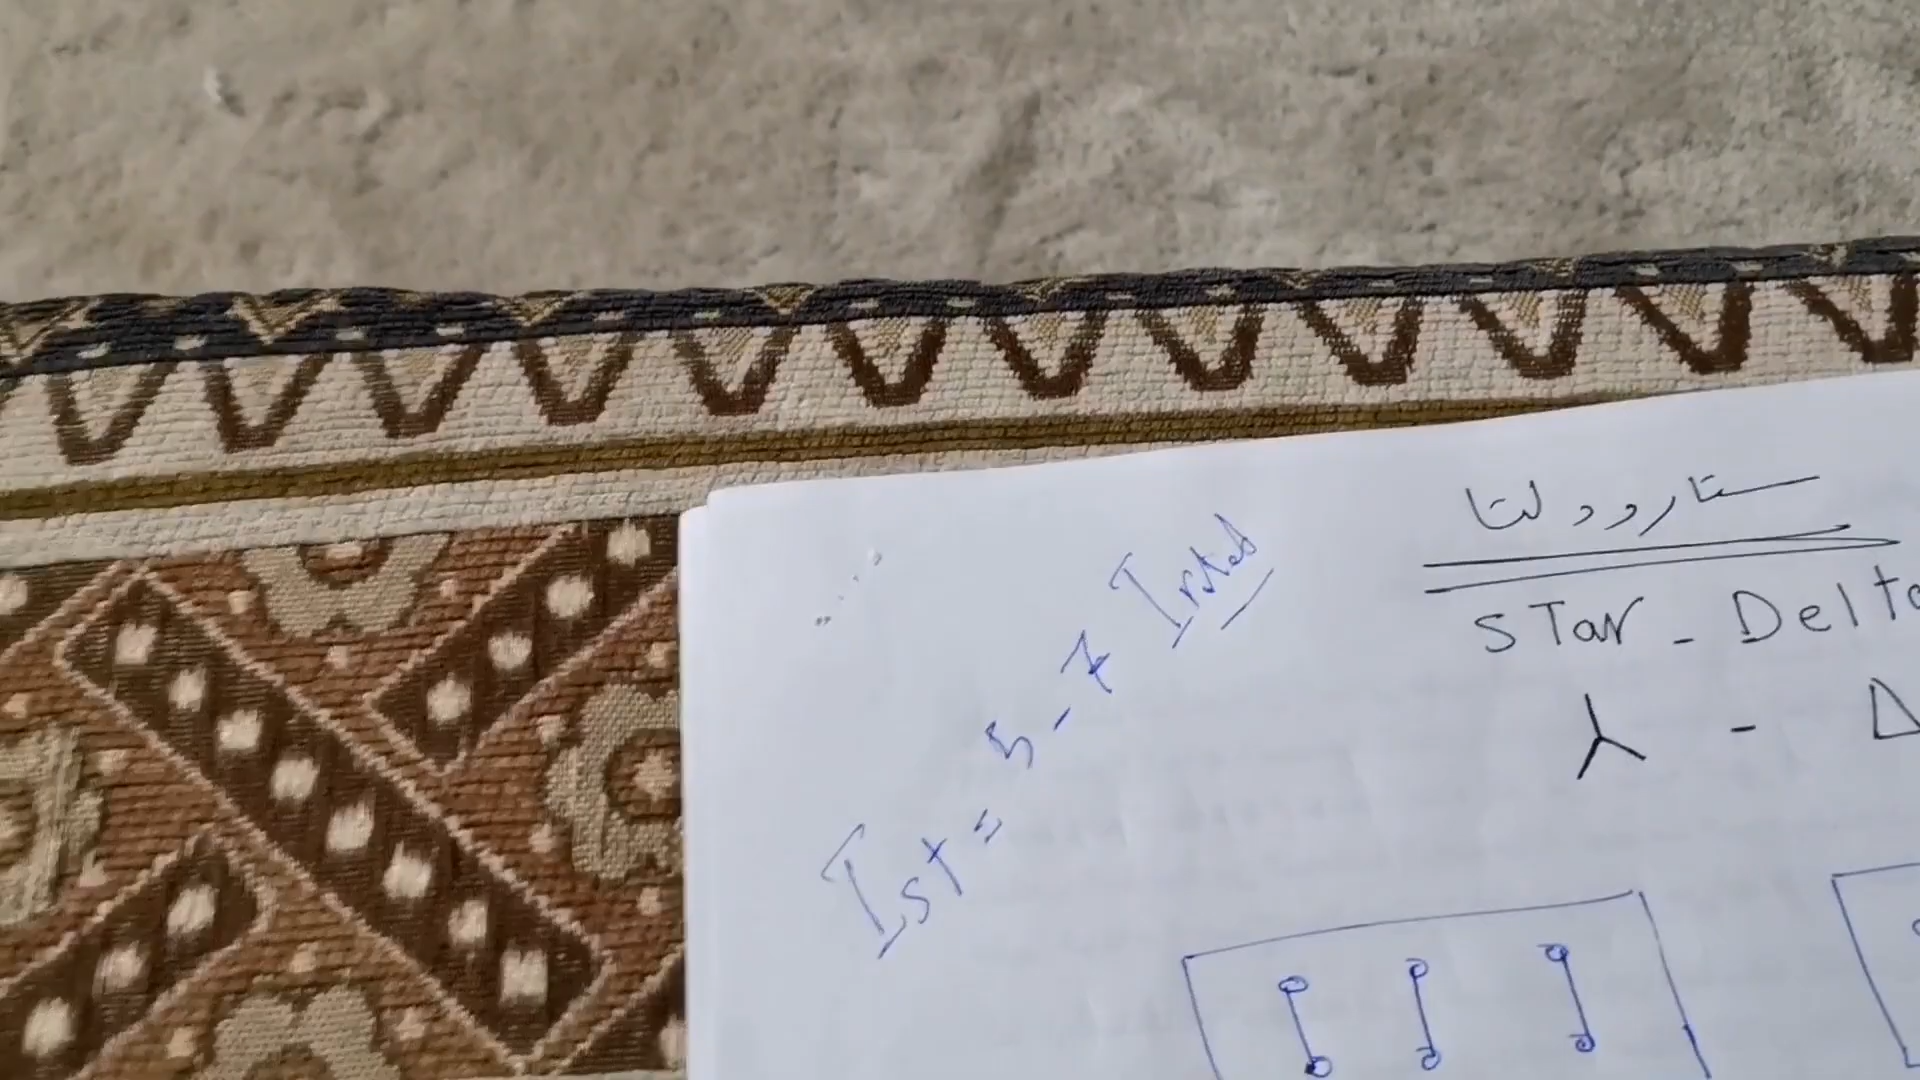 ستار دلتا
STar - Delta
⅄ - Δ
Ist = 5 - 7 Irated